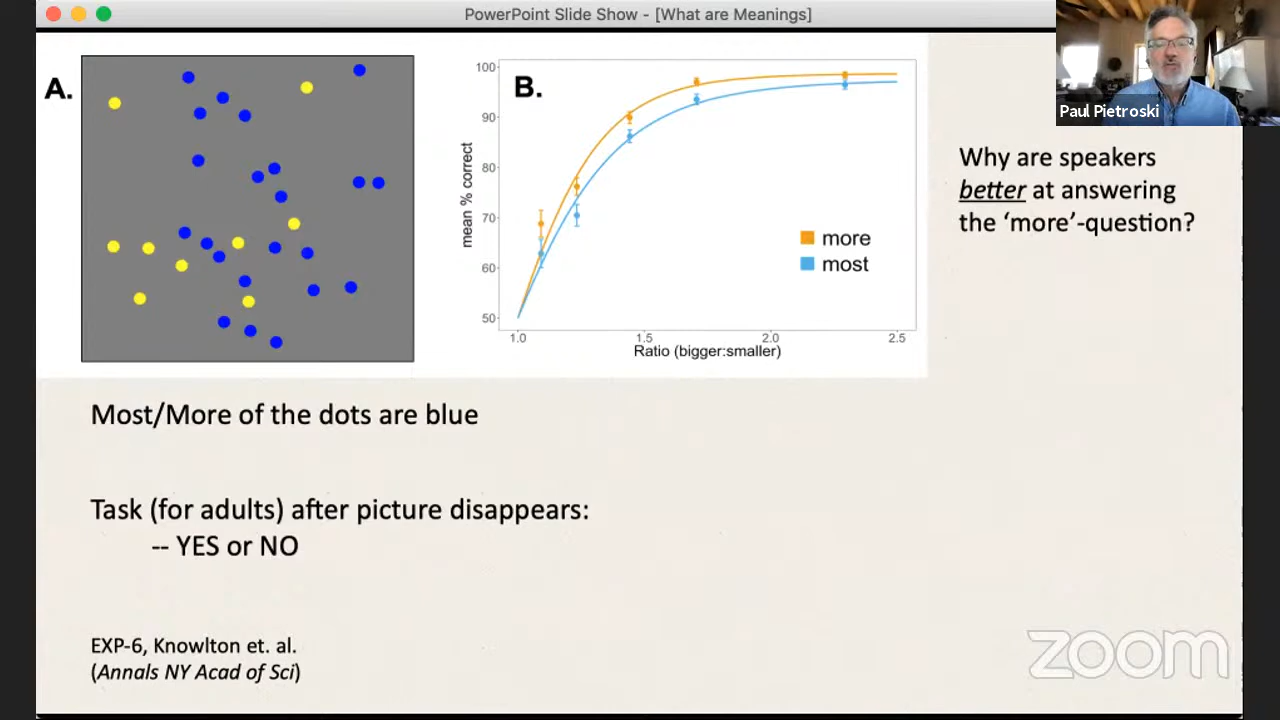 PowerPoint Slide Show - [What are Meanings]
A.
B.
100
90
80
70
60
50
mean % correct
more
most
1.0
1.5
2.0
2.5
Ratio (bigger:smaller)
Paul Pietroski
Why are speakers
better at answering
the ‘more’-question?
Most/More of the dots are blue
Task (for adults) after picture disappears:
-- YES or NO
EXP-6, Knowlton et. al.
(Annals NY Acad of Sci)
zoom